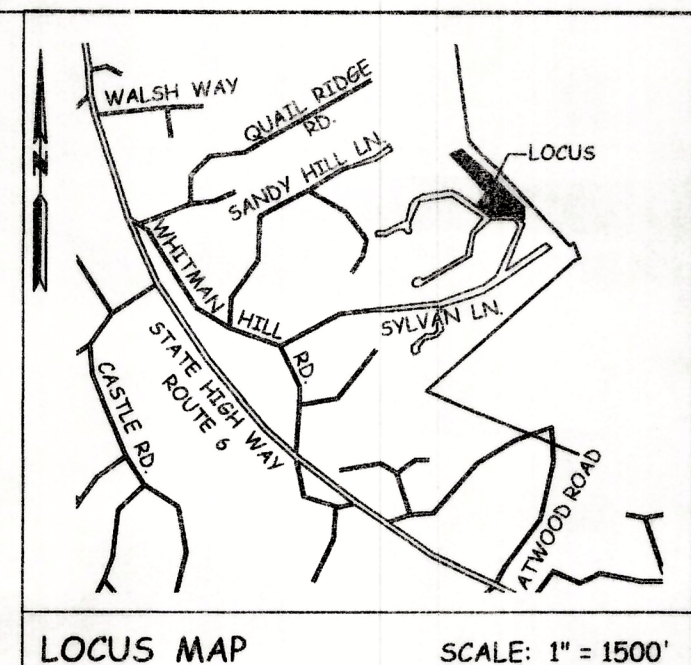 WALSH WAY
QUAIL RIDGE
RD.
SANDY HILL LN.
LOCUS
N
WHITMAN
HILL
RD.
SYLVAN LN.
STATE HIGH WAY
ROUTE 6
CASTLE RD.
ATWOOD ROAD
LOCUS MAP
SCALE: 1" = 1500'